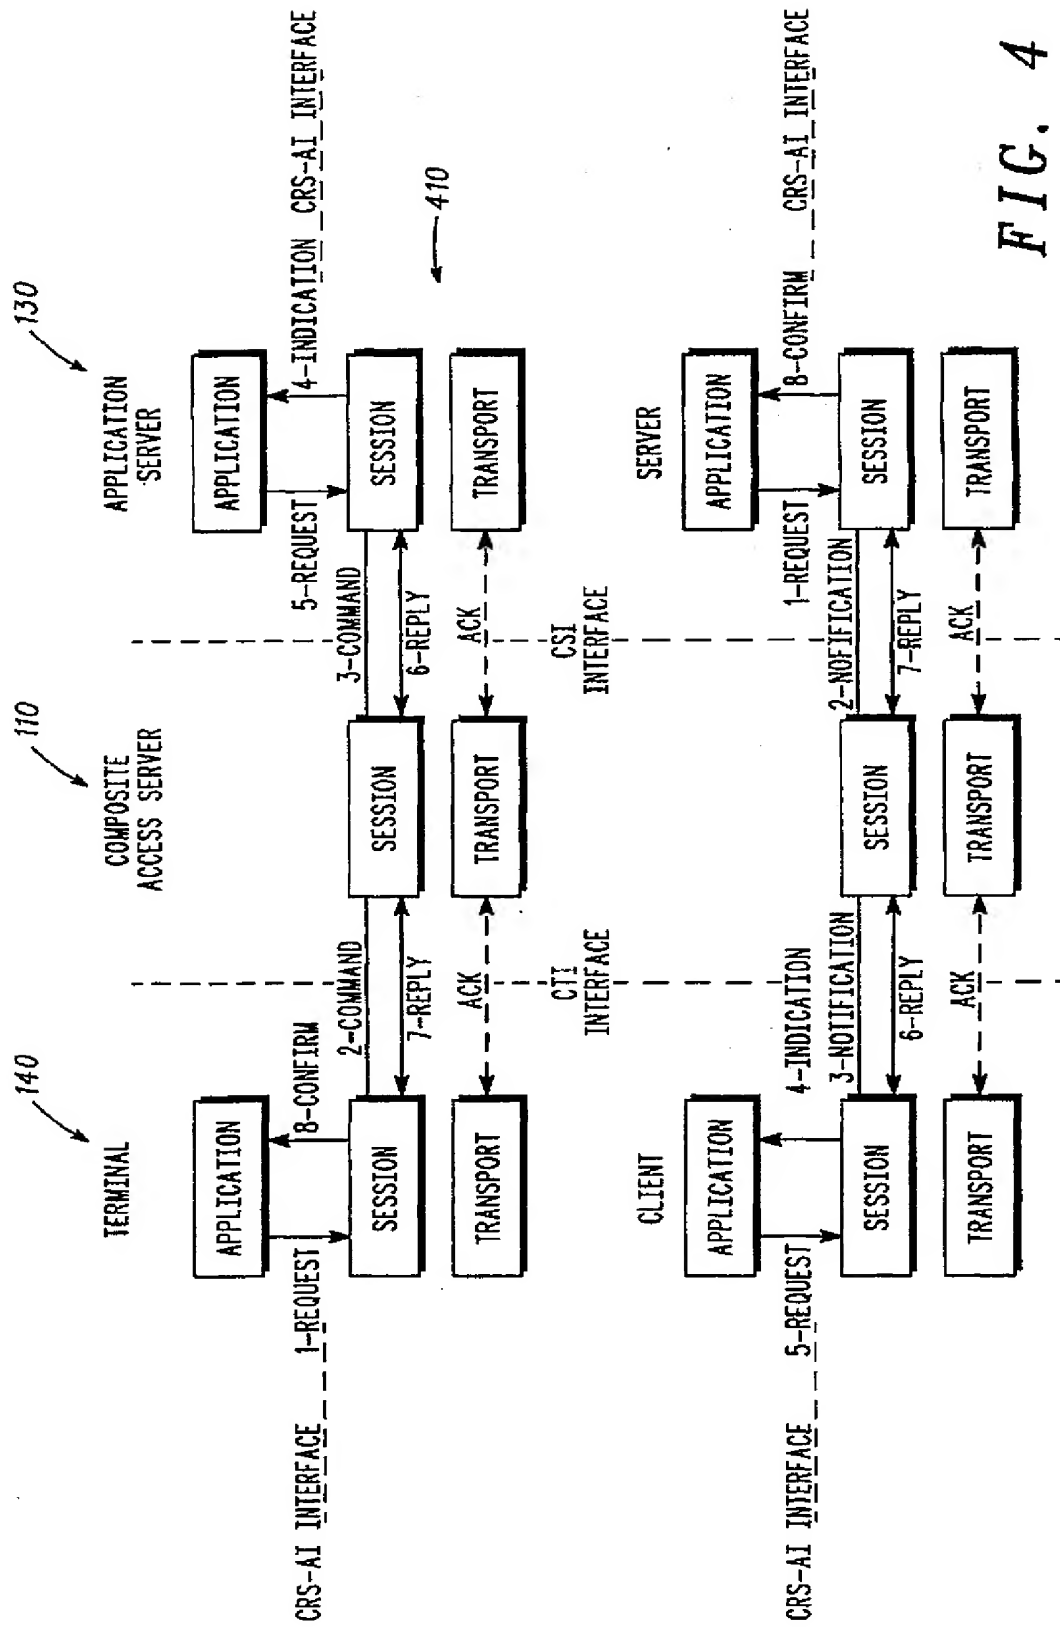 140
110
130
TERMINAL
COMPOSITE
ACCESS SERVER
APPLICATION
SERVER
APPLICATION
APPLICATION
CRS-AI INTERFACE
1-REQUEST
8-CONFIRM
5-REQUEST
4-INDICATION
CRS-AI INTERFACE
2-COMMAND
3-COMMAND
SESSION
SESSION
SESSION
7-REPLY
6-REPLY
410
TRANSPORT
ACK
TRANSPORT
ACK
TRANSPORT
CTI
INTERFACE
CSI
INTERFACE
CLIENT
SERVER
APPLICATION
APPLICATION
CRS-AI INTERFACE
5-REQUEST
4-INDICATION
1-REQUEST
8-CONFIRM
CRS-AI INTERFACE
3-NOTIFICATION
2-NOFIFICATION
SESSION
SESSION
SESSION
6-REPLY
7-REPLY
TRANSPORT
ACK
TRANSPORT
ACK
TRANSPORT
FIG. 4